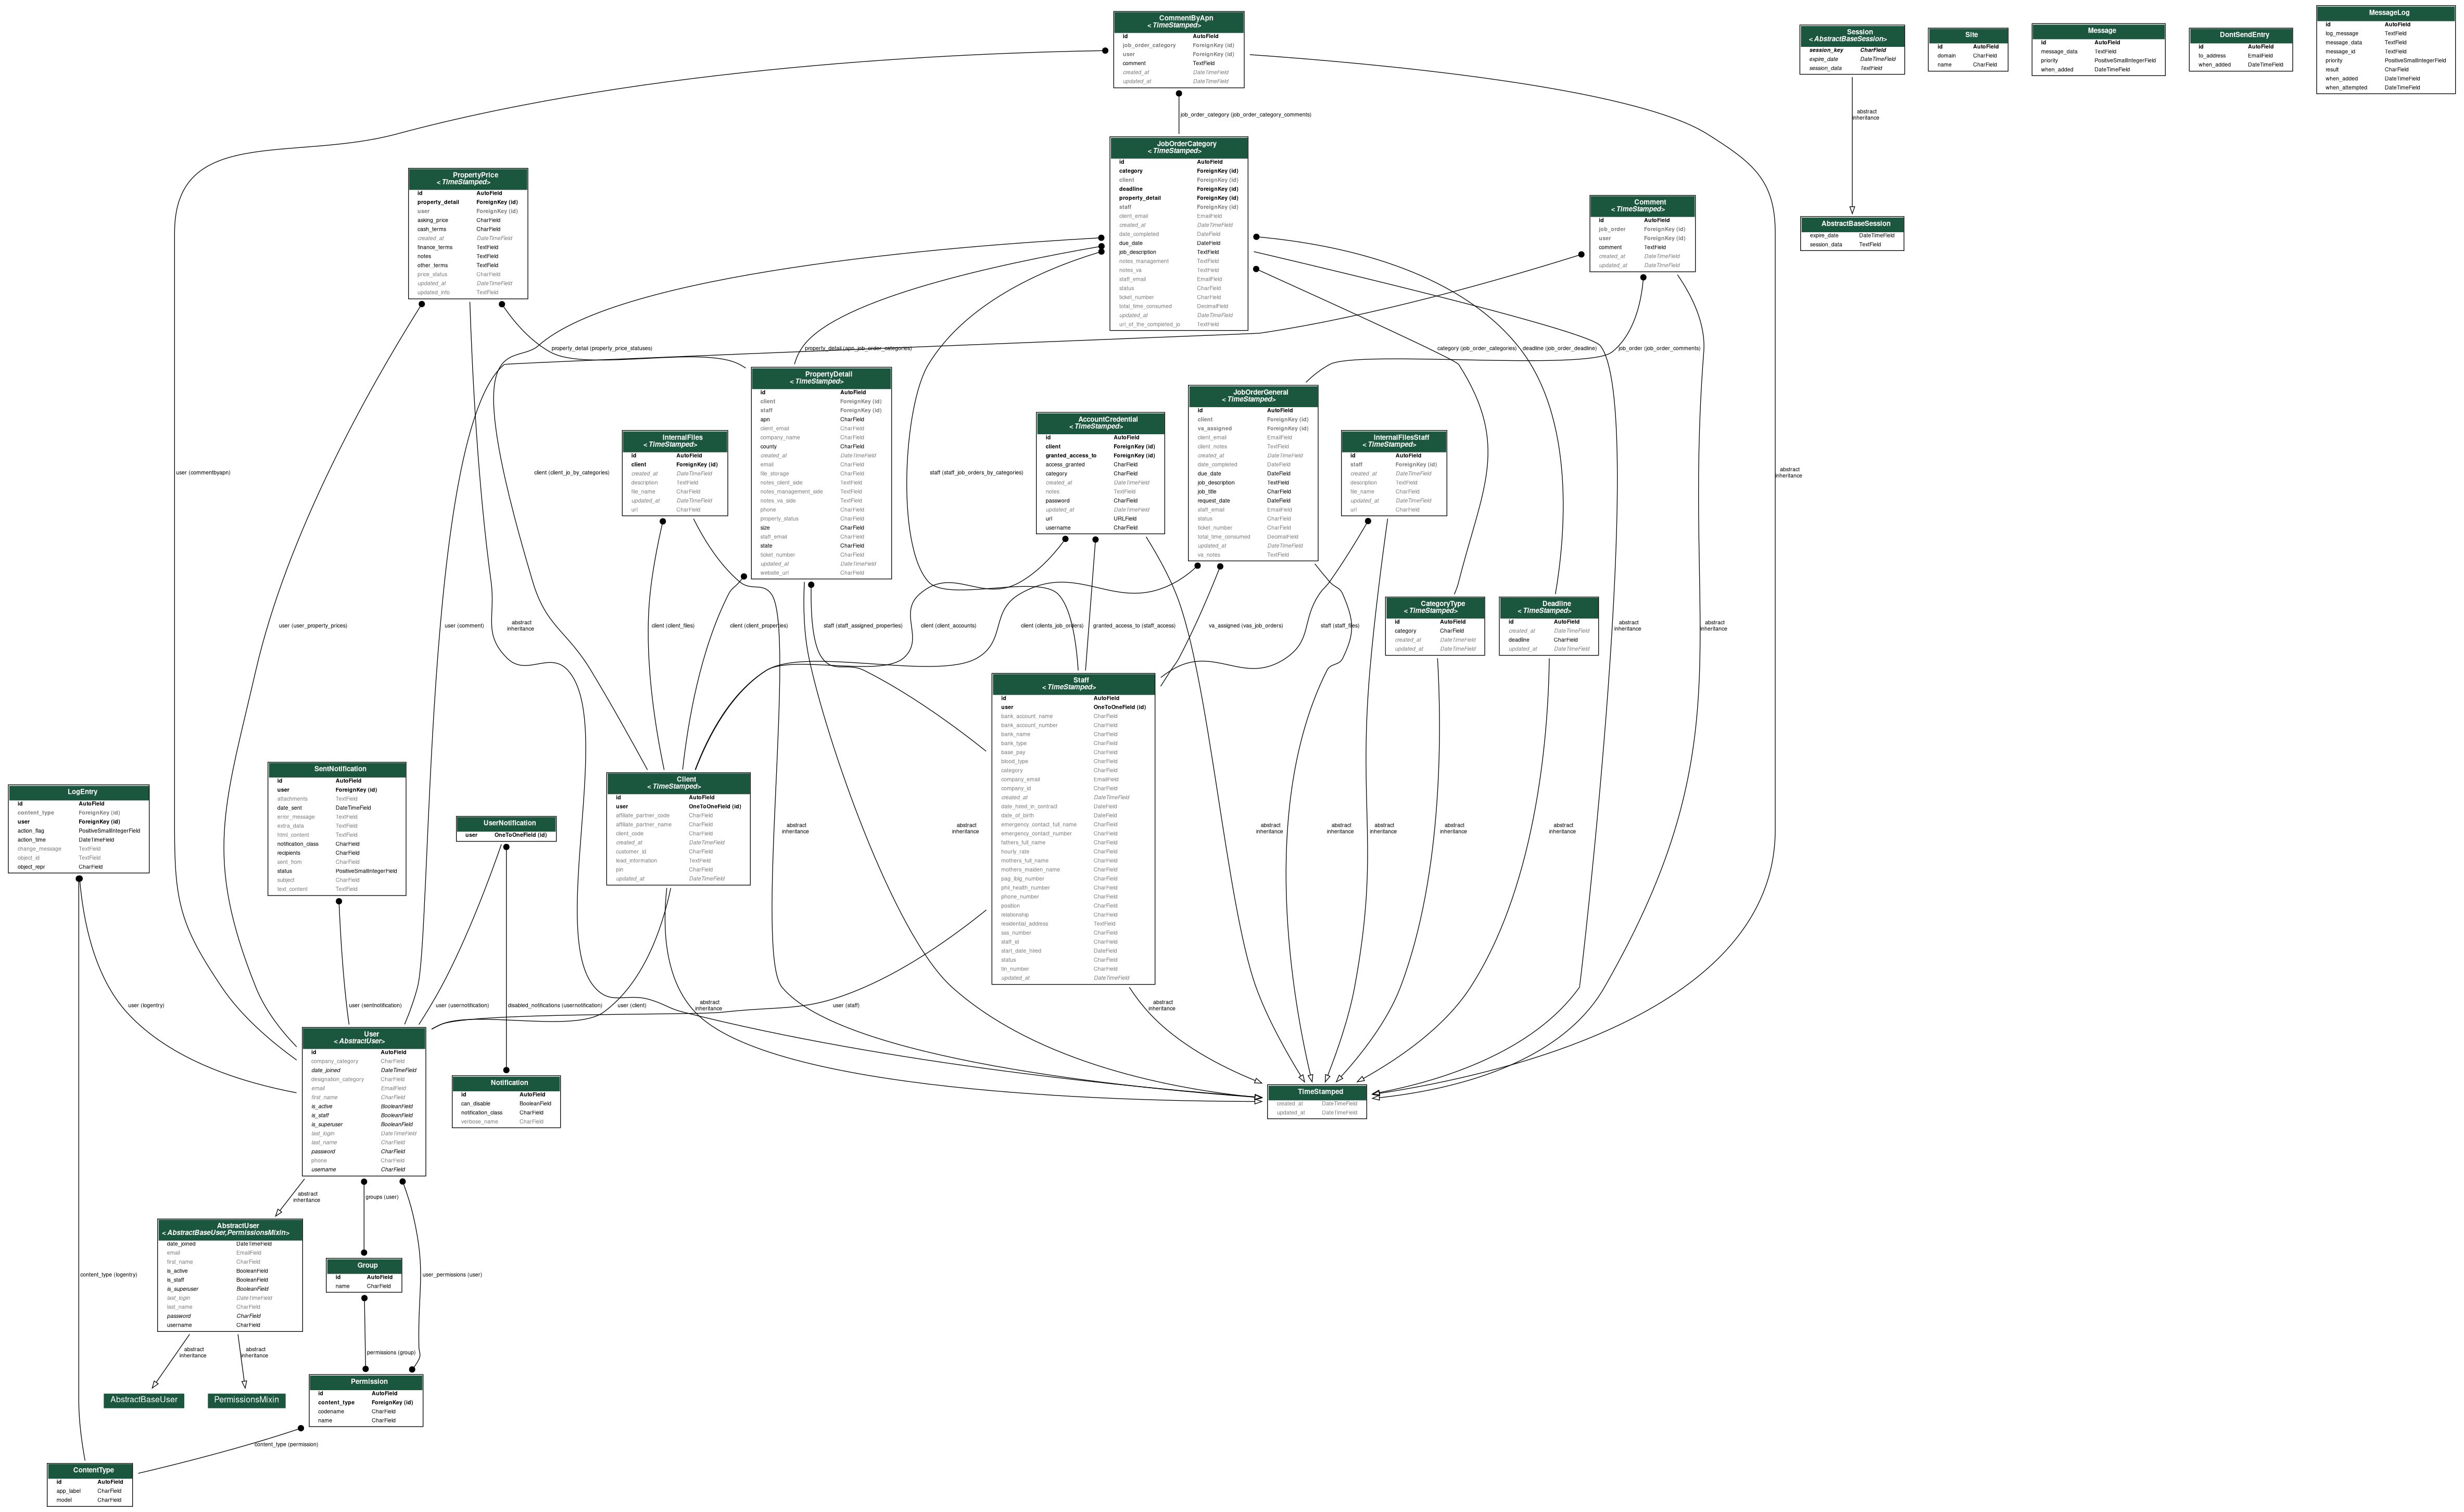 CommentByApn
<TimeStamped>
id AutoField
job_order_category ForeignKey (id)
user ForeignKey (id)
comment TextField
created_at DateTimeField
updated_at DateTimeField
Session
<AbstractBaseSession>
session_key CharField
expire_date DateTimeField
session_data TextField
Site
id AutoField
domain CharField
name CharField
Message
id AutoField
message_data TextField
priority PositiveSmallIntegerField
when_added DateTimeField
DontSendEntry
id AutoField
to_address EmailField
when_added DateTimeField
MessageLog
id AutoField
log_message TextField
message_data TextField
message_id TextField
priority PositiveSmallIntegerField
result CharField
when_added DateTimeField
when_attempted DateTimeField
job_order_category (job_order_category_comments)
abstract
inheritance
JobOrderCategory
<TimeStamped>
id AutoField
category ForeignKey (id)
client ForeignKey (id)
deadline ForeignKey (id)
property_detail ForeignKey (id)
staff ForeignKey (id)
client_email EmailField
created_at DateTimeField
date_completed DateField
due_date DateField
job_description TextField
notes_management TextField
notes_va TextField
staff_email EmailField
status CharField
ticket_number CharField
total_time_consumed DecimalField
updated_at DateTimeField
url_of_the_completed_jo TextField
PropertyPrice
<TimeStamped>
id AutoField
property_detail ForeignKey (id)
user ForeignKey (id)
asking_price CharField
cash_terms CharField
created_at DateTimeField
finance_terms TextField
notes TextField
other_terms TextField
price_status CharField
updated_at DateTimeField
updated_info TextField
Comment
<TimeStamped>
id AutoField
job_order ForeignKey (id)
user ForeignKey (id)
comment TextField
created_at DateTimeField
updated_at DateTimeField
AbstractBaseSession
expire_date DateTimeField
session_data TextField
property_detail (property_price_statuses)
property_detail (apn_job_order_categories)
category (job_order_categories)
deadline (job_order_deadline)
job_order (job_order_comments)
PropertyDetail
<TimeStamped>
id AutoField
client ForeignKey (id)
staff ForeignKey (id)
apn CharField
client_email CharField
company_name CharField
county CharField
created_at DateTimeField
email CharField
file_storage CharField
notes_client_side TextField
notes_management_side TextField
notes_va_side TextField
phone CharField
property_status CharField
size CharField
staff_email CharField
state CharField
ticket_number CharField
updated_at DateTimeField
website_url CharField
JobOrderGeneral
<TimeStamped>
id AutoField
client ForeignKey (id)
va_assigned ForeignKey (id)
client_email EmailField
client_notes TextField
created_at DateTimeField
date_completed DateField
due_date DateField
job_description TextField
job_title CharField
request_date DateField
staff_email EmailField
status CharField
ticket_number CharField
total_time_consumed DecimalField
updated_at DateTimeField
va_notes TextField
AccountCredential
<TimeStamped>
id AutoField
client ForeignKey (id)
granted_access_to ForeignKey (id)
access_granted CharField
category CharField
created_at DateTimeField
notes TextField
password CharField
updated_at DateTimeField
url URLField
username CharField
InternalFiles
<TimeStamped>
id AutoField
client ForeignKey (id)
created_at DateTimeField
description TextField
file_name CharField
updated_at DateTimeField
url CharField
InternalFilesStaff
<TimeStamped>
id AutoField
staff ForeignKey (id)
created_at DateTimeField
description TextField
file_name CharField
updated_at DateTimeField
url CharField
user (commentbyapn)
client (client_jo_by_categories)
staff (staff_job_orders_by_categories)
abstract
inheritance
CategoryType
<TimeStamped>
id AutoField
category CharField
created_at DateTimeField
updated_at DateTimeField
Deadline
<TimeStamped>
id AutoField
created_at DateTimeField
deadline CharField
updated_at DateTimeField
user (user_property_prices)
user (comment)
abstract
inheritance
client (client_files)
client (client_properties)
staff (staff_assigned_properties)
client (client_accounts)
client (clients_job_orders)
granted_access_to (staff_access)
va_assigned (vas_job_orders)
staff (staff_files)
abstract
inheritance
abstract
inheritance
Staff
<TimeStamped>
id AutoField
user OneToOneField (id)
bank_account_name CharField
bank_account_number CharField
bank_name CharField
bank_type CharField
base_pay CharField
blood_type CharField
category CharField
company_email EmailField
company_id CharField
created_at DateTimeField
date_hired_in_contract DateField
date_of_birth DateField
emergency_contact_full_name CharField
emergency_contact_number CharField
fathers_full_name CharField
hourly_rate CharField
mothers_full_name CharField
mothers_maiden_name CharField
pag_ibig_number CharField
phil_health_number CharField
phone_number CharField
position CharField
relationship CharField
residential_address TextField
sss_number CharField
staff_id CharField
start_date_hired DateField
status CharField
tin_number CharField
updated_at DateTimeField
SentNotification
id AutoField
user ForeignKey (id)
attachments TextField
date_sent DateTimeField
error_message TextField
extra_data TextField
html_content TextField
notification_class CharField
recipients CharField
sent_from CharField
status PositiveSmallIntegerField
subject CharField
text_content TextField
Client
<TimeStamped>
id AutoField
user OneToOneField (id)
affiliate_partner_code CharField
affiliate_partner_name CharField
client_code CharField
created_at DateTimeField
customer_id CharField
lead_information TextField
pin CharField
updated_at DateTimeField
LogEntry
id AutoField
content_type ForeignKey (id)
user ForeignKey (id)
action_flag PositiveSmallIntegerField
action_time DateTimeField
change_message TextField
object_id TextField
object_repr CharField
UserNotification
user OneToOneField (id)
abstract
inheritance
abstract
inheritance
abstract
inheritance
abstract
inheritance
abstract
inheritance
abstract
inheritance
abstract
inheritance
user (logentry)
user (sentnotification)
user (usernotification)
disabled_notifications (usernotification)
user (client)
abstract
inheritance
user (staff)
abstract
inheritance
User
<AbstractUser>
id AutoField
company_category CharField
date_joined DateTimeField
designation_category CharField
email EmailField
first_name CharField
is_active BooleanField
is_staff BooleanField
is_superuser BooleanField
last_login DateTimeField
last_name CharField
password CharField
phone CharField
username CharField
Notification
id AutoField
can_disable BooleanField
notification_class CharField
verbose_name CharField
TimeStamped
created_at DateTimeField
updated_at DateTimeField
abstract
inheritance
groups (user)
AbstractUser
<AbstractBaseUser,PermissionsMixin>
date_joined DateTimeField
email EmailField
first_name CharField
is_active BooleanField
is_staff BooleanField
is_superuser BooleanField
last_login DateTimeField
last_name CharField
password CharField
username CharField
Group
id AutoField
name CharField
content_type (logentry)
user_permissions (user)
abstract
inheritance
abstract
inheritance
permissions (group)
AbstractBaseUser
PermissionsMixin
Permission
id AutoField
content_type ForeignKey (id)
codename CharField
name CharField
content_type (permission)
ContentType
id AutoField
app_label CharField
model CharField